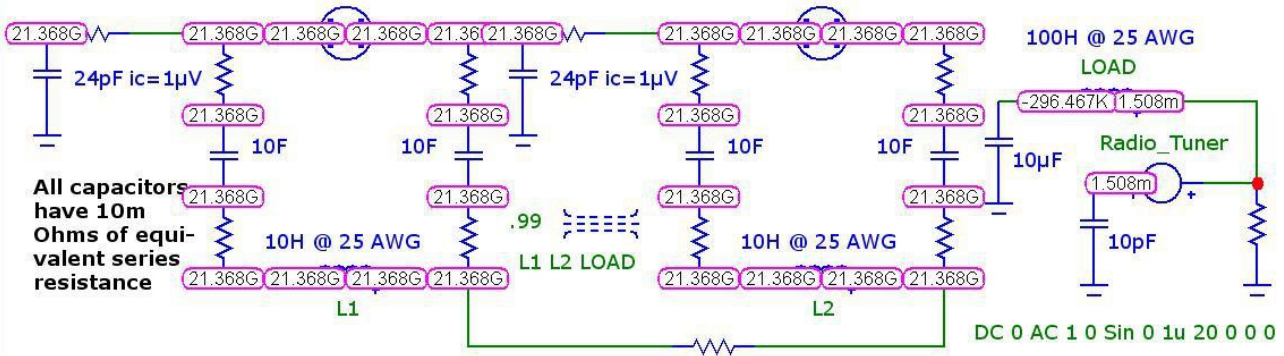 21.368G 21.368G 21.368G 21.368G 21.368G 21.368G 21.368G 21.368G 21.368G 21.368G
100H @ 25 AWG
LOAD
24pF ic=1µV 24pF ic=1µV
-296.467K 1.508m
21.368G 21.368G 21.368G 21.368G
10F 10F 10F 10F
10µF
Radio_Tuner
1.508m
21.368G 21.368G 21.368G 21.368G
All capacitors
have 10m
Ohms of equi-
valent series
resistance
.99
10H @ 25 AWG 10H @ 25 AWG
10pF
L1 L2 LOAD
21.368G 21.368G 21.368G 21.368G 21.368G 21.368G 21.368G 21.368G
L1 L2
DC 0 AC 1 0 Sin 0 1u 20 0 0 0